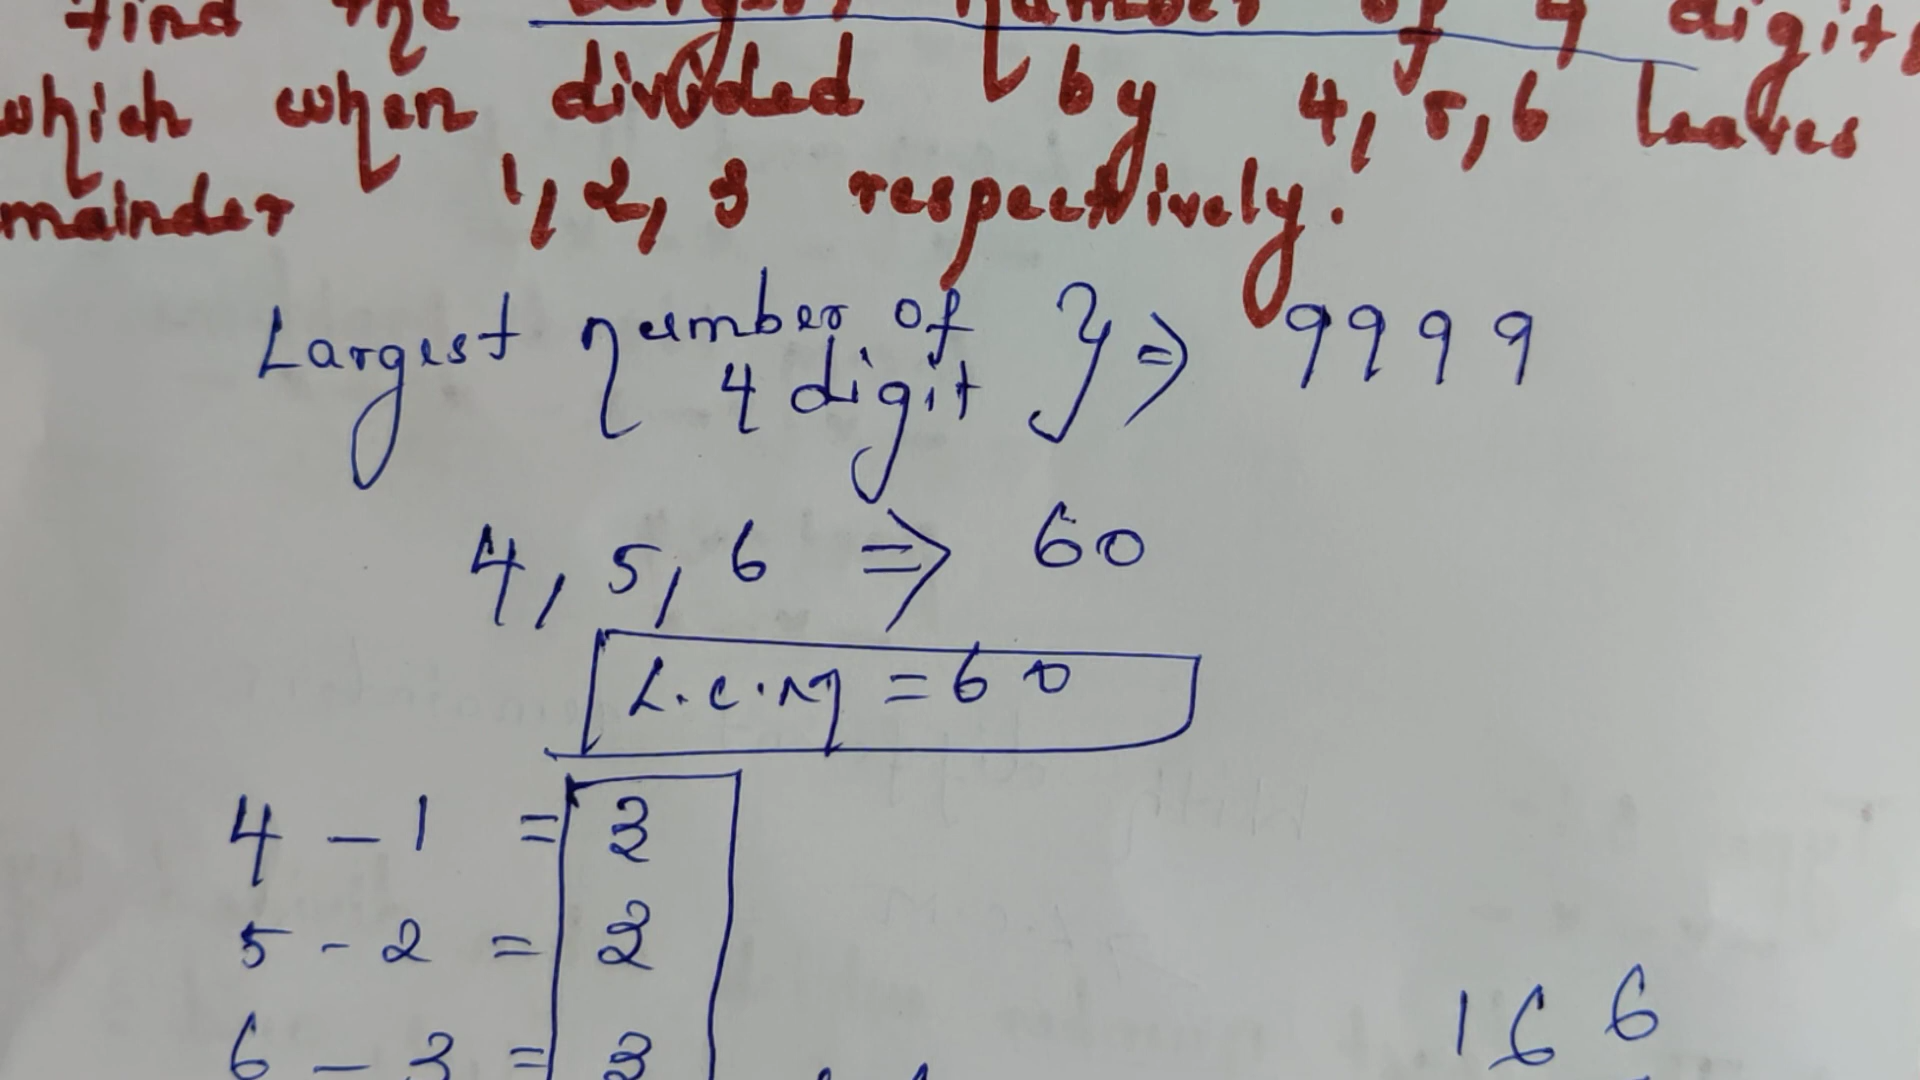 find the largest number of 4 digits
which when divided by 4, 5, 6 leaves
mainder 1, 2, 3 respectively.
Largest number of } => 9999
4 digit
4, 5, 6 => 60
L.C.M = 60
4 - 1 = 3
5 - 2 = 3
6 - 3 = 3
166